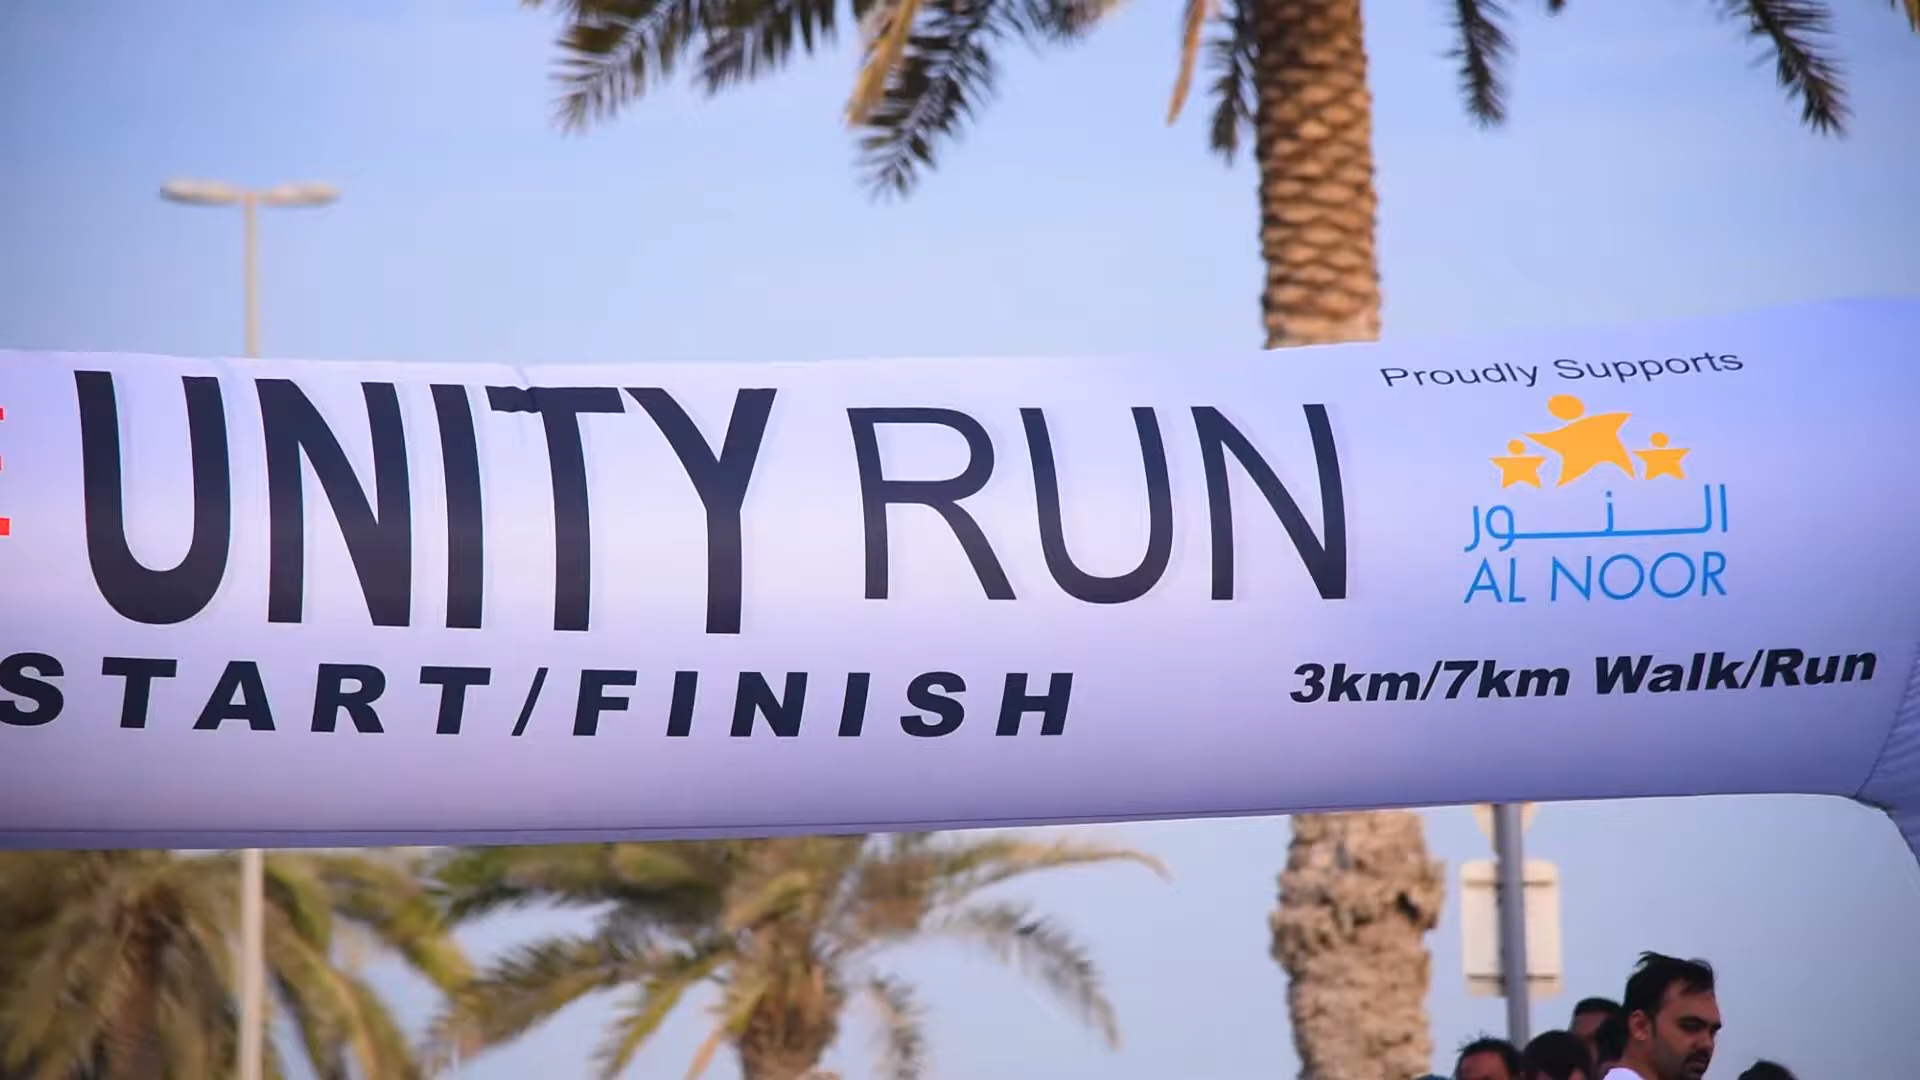 UNITY RUN
START/FINISH
Proudly Supports
النور
AL NOOR
3km/7km Walk/Run